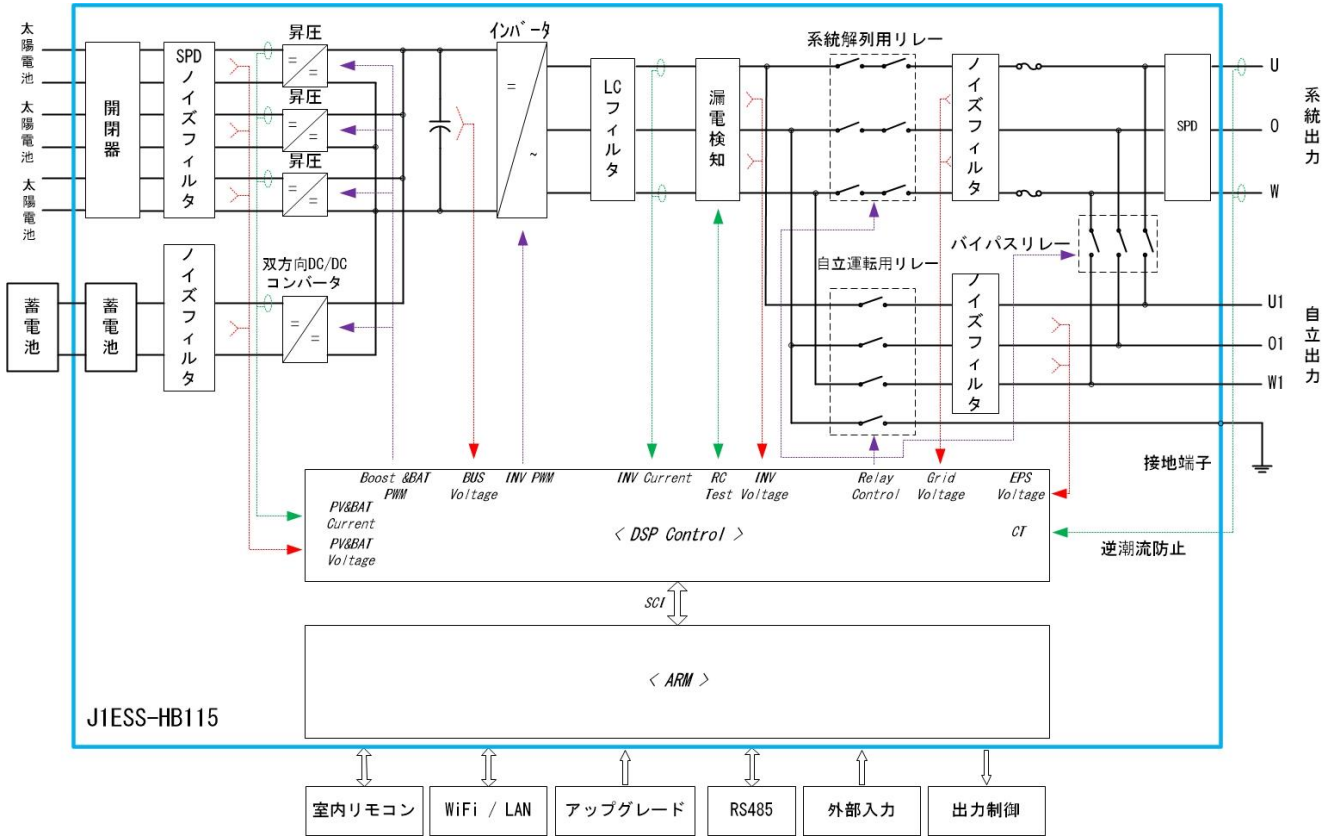 太陽電池
太陽電池
太陽電池
開閉器
SPD
ノイズフィルタ
昇圧
=
=
昇圧
=
=
昇圧
=
=
インバータ
=
~
LCフィルタ
漏電検知
系統解列用リレー
ノイズフィルタ
SPD
U
O
W
系統出力
バイパスリレー
蓄電池
蓄電池
ノイズフィルタ
双方向DC/DC
コンバータ
=
=
自立運転用リレー
ノイズフィルタ
U1
O1
W1
自立出力
接地端子
Boost &BAT
PWM
BUS
Voltage
INV PWM
INV Current
RC
Test
INV
Voltage
Relay
Control
Grid
Voltage
EPS
Voltage
PV&BAT
Current
PV&BAT
Voltage
< DSP Control >
CT
逆潮流防止
SCI
< ARM >
J1ESS-HB115
室内リモコン
WiFi / LAN
アップグレード
RS485
外部入力
出力制御